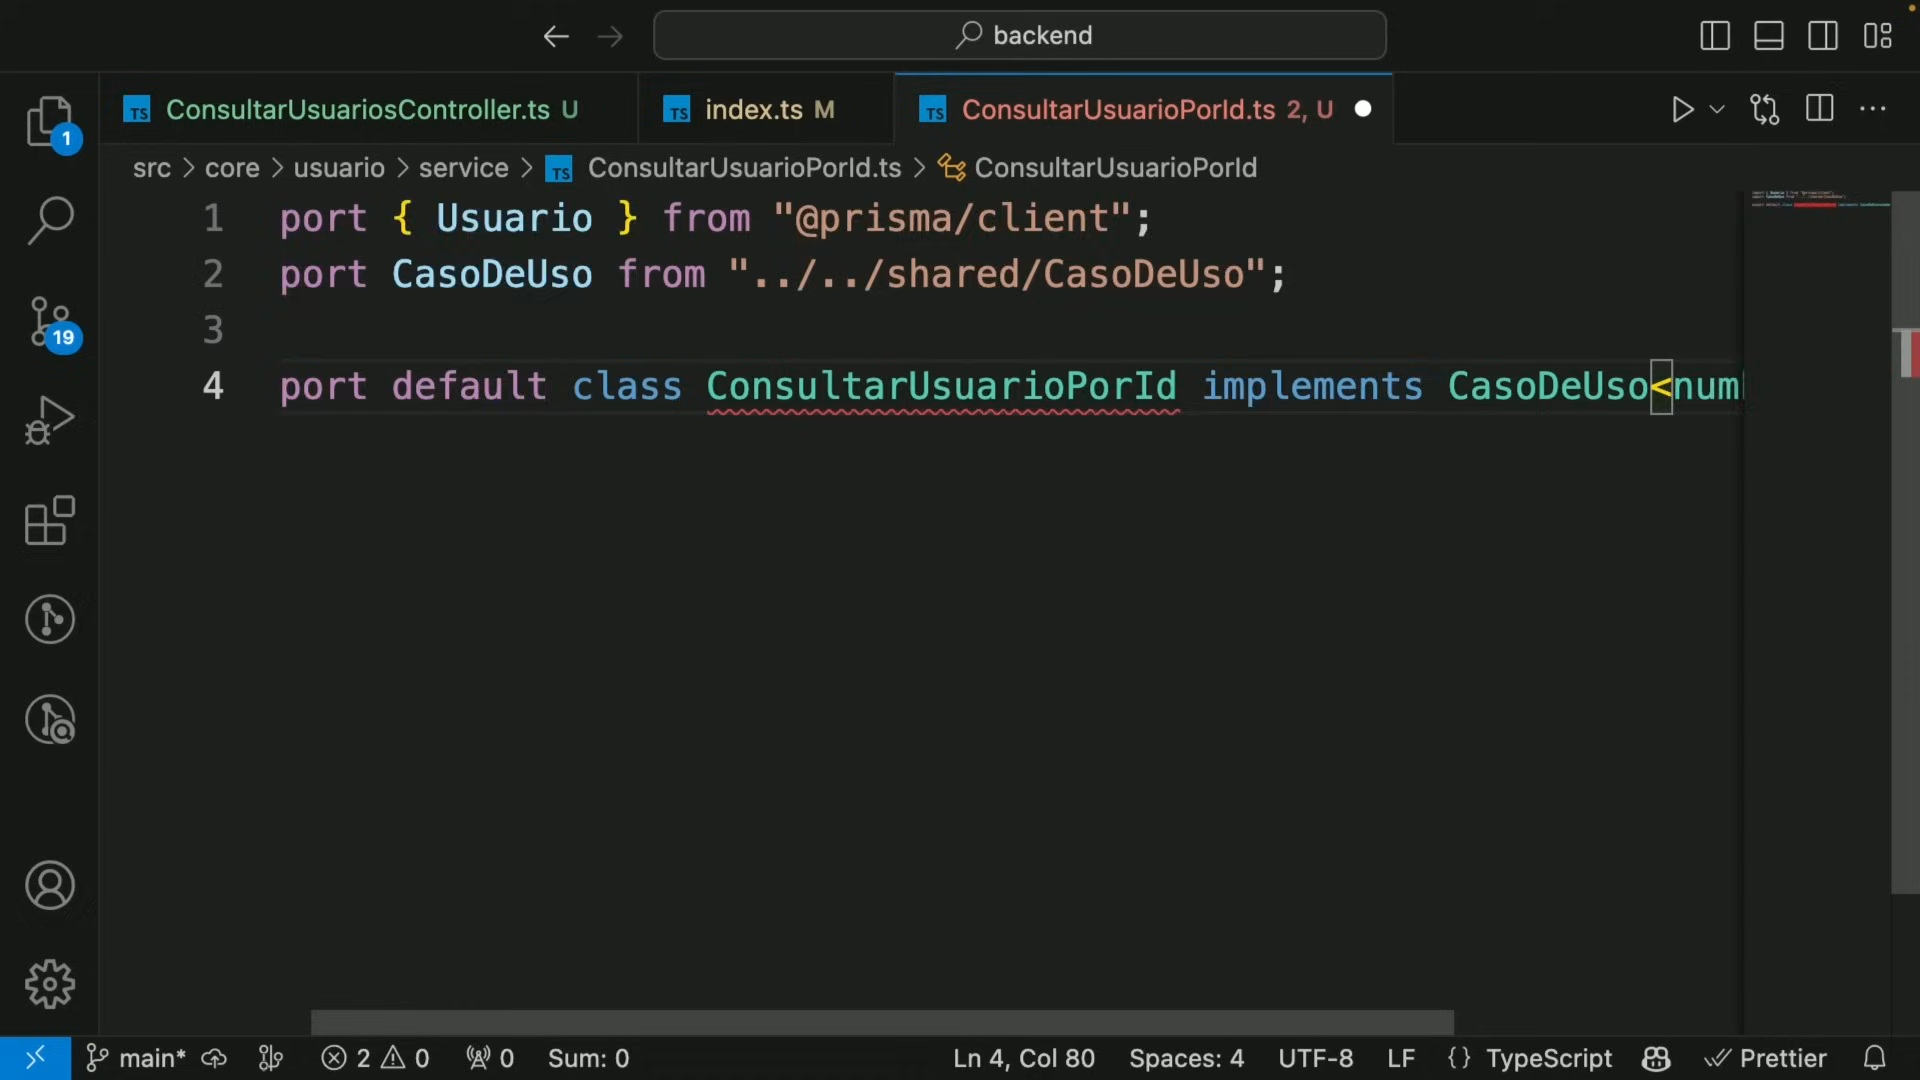 backend
ConsultarUsuariosController.ts U
index.ts M
ConsultarUsuarioPorId.ts 2, U
src > core > usuario > service > TS ConsultarUsuarioPorId.ts > ConsultarUsuarioPorId
1 port { Usuario } from "@prisma/client";
2 port CasoDeUso from "../../shared/CasoDeUso";
3
4 port default class ConsultarUsuarioPorId implements CasoDeUso<num
1
19
main* 2 0 0 Sum: 0 Ln 4, Col 80 Spaces: 4 UTF-8 LF {} TypeScript Prettier